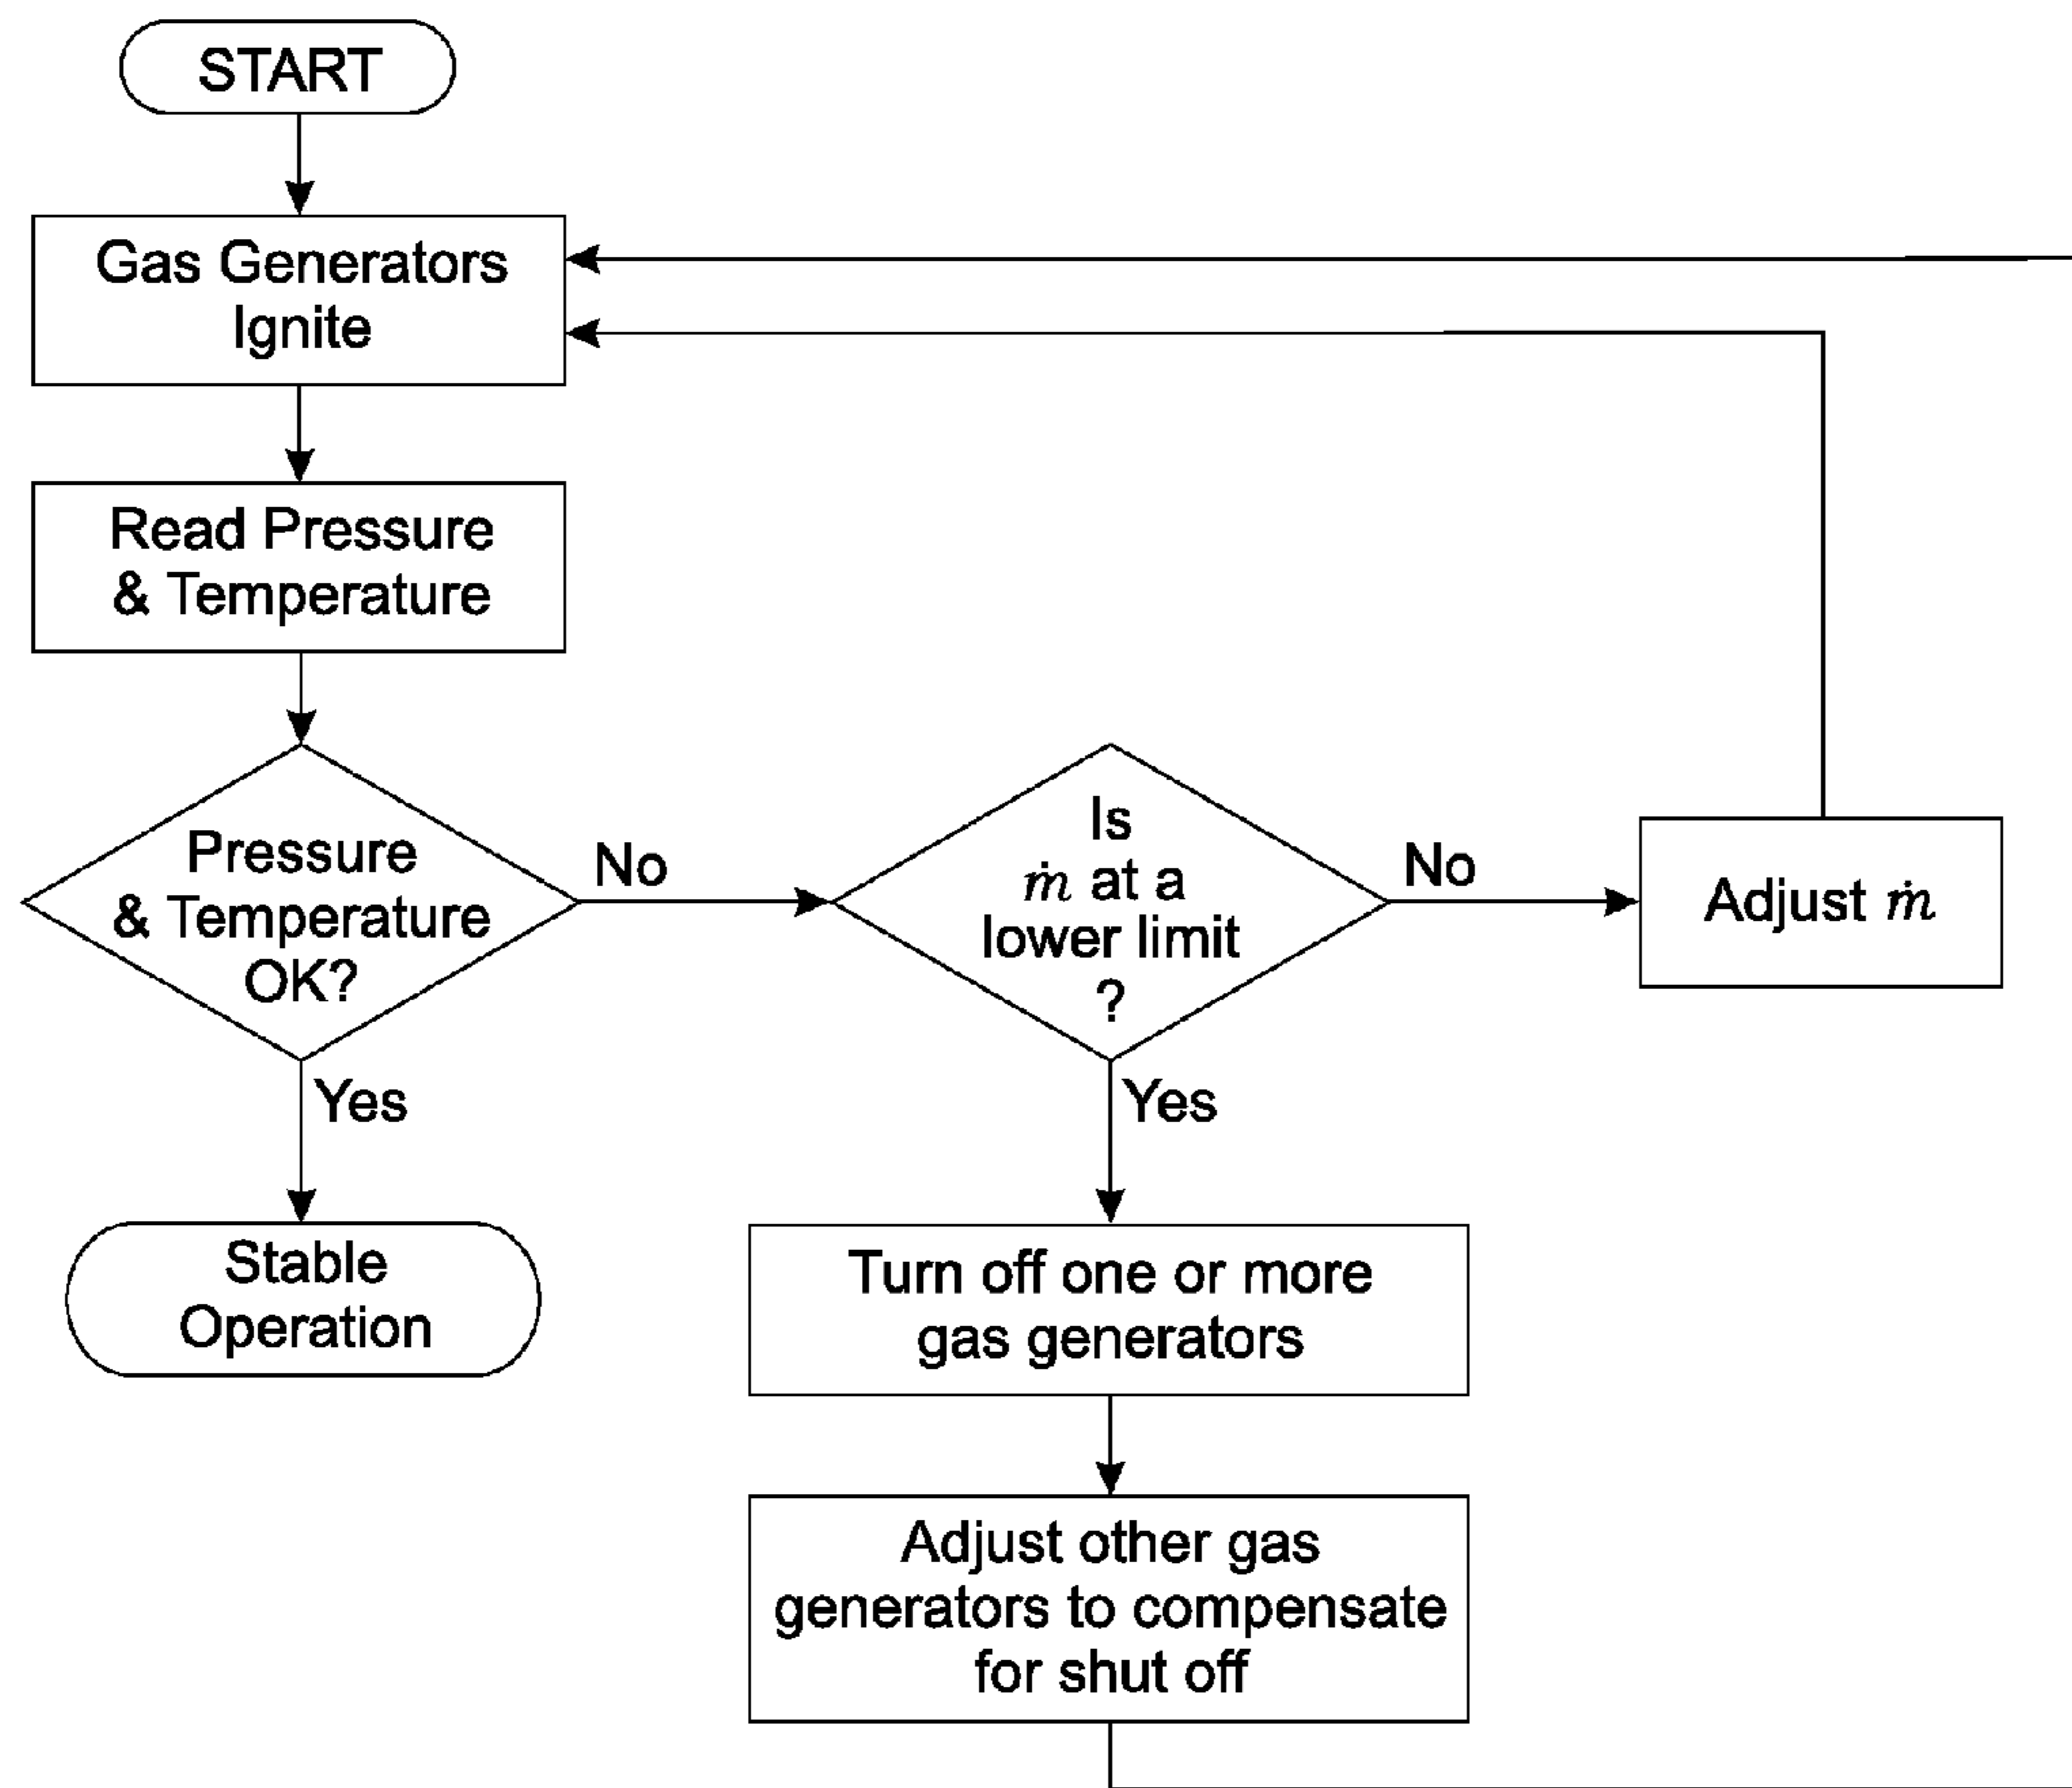 START
Gas Generators
Ignite
Read Pressure
& Temperature
Pressure
& Temperature
OK?
No
Is
ṁ at a
lower limit
?
No
Adjust ṁ
Yes
Yes
Stable
Operation
Turn off one or more
gas generators
Adjust other gas
generators to compensate
for shut off